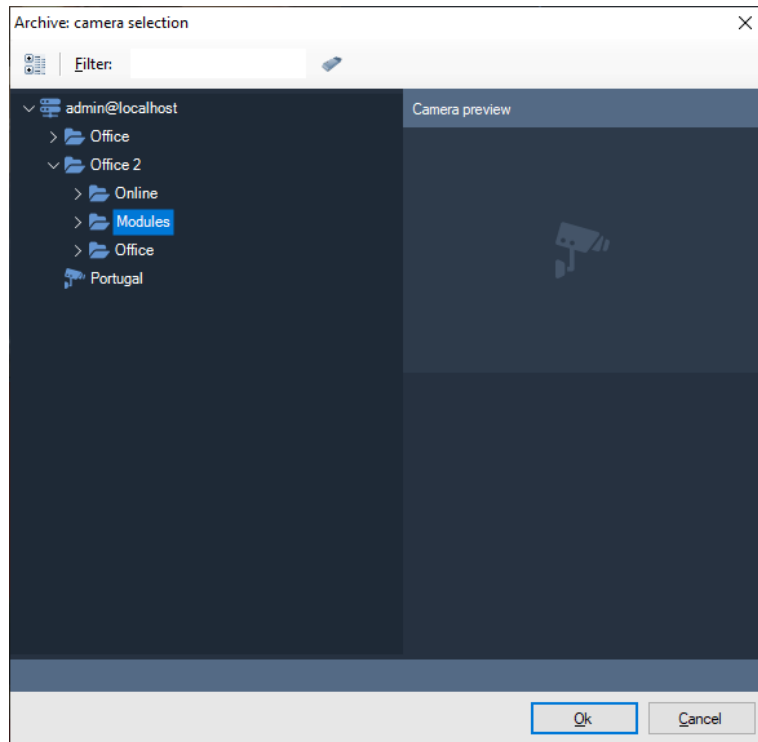 Archive: camera selection
Filter:
admin@localhost
Camera preview
Office
Office 2
Online
Modules
Office
Portugal
Ok
Cancel